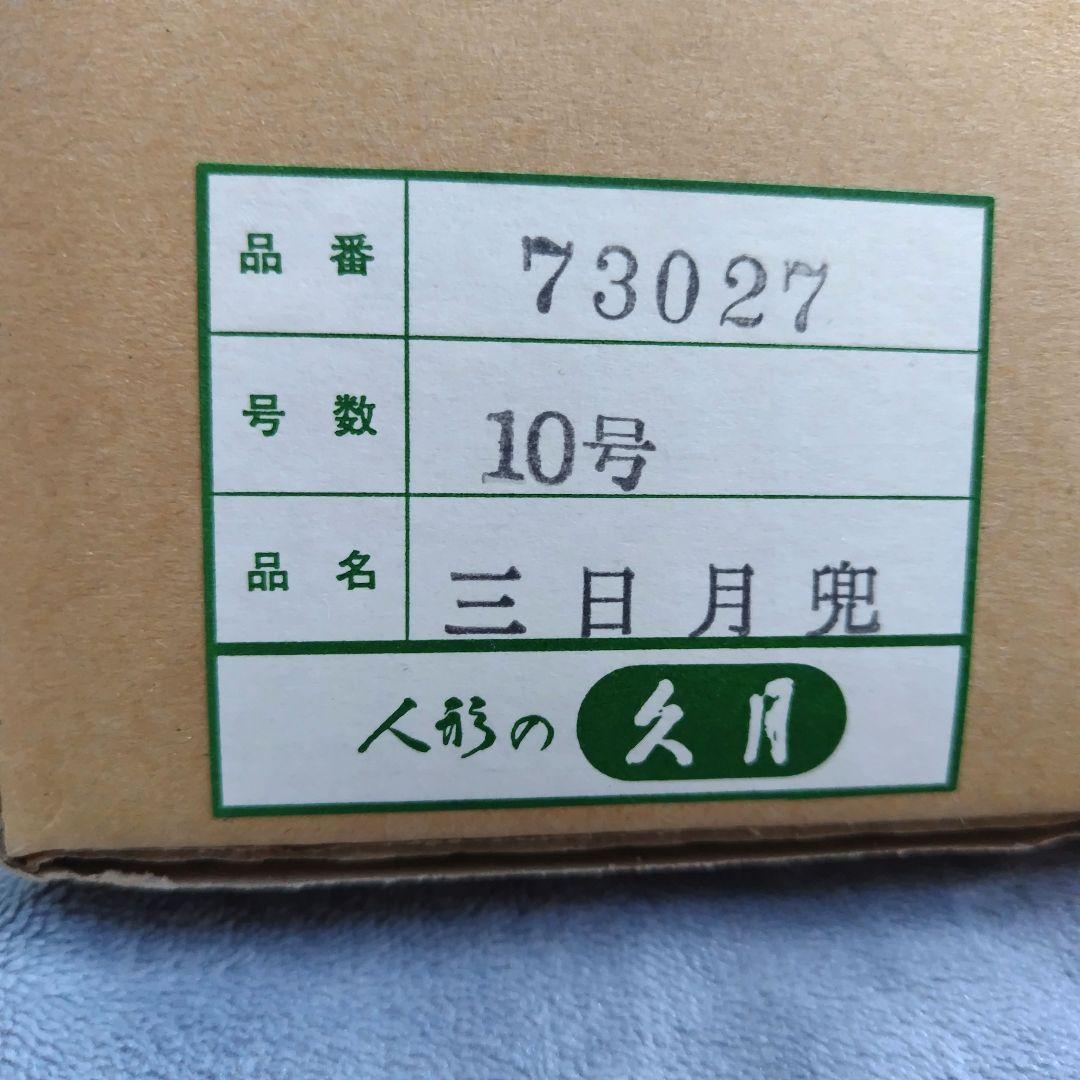 品番 73027
号数 10号
品名 三日月兜
人形の久月